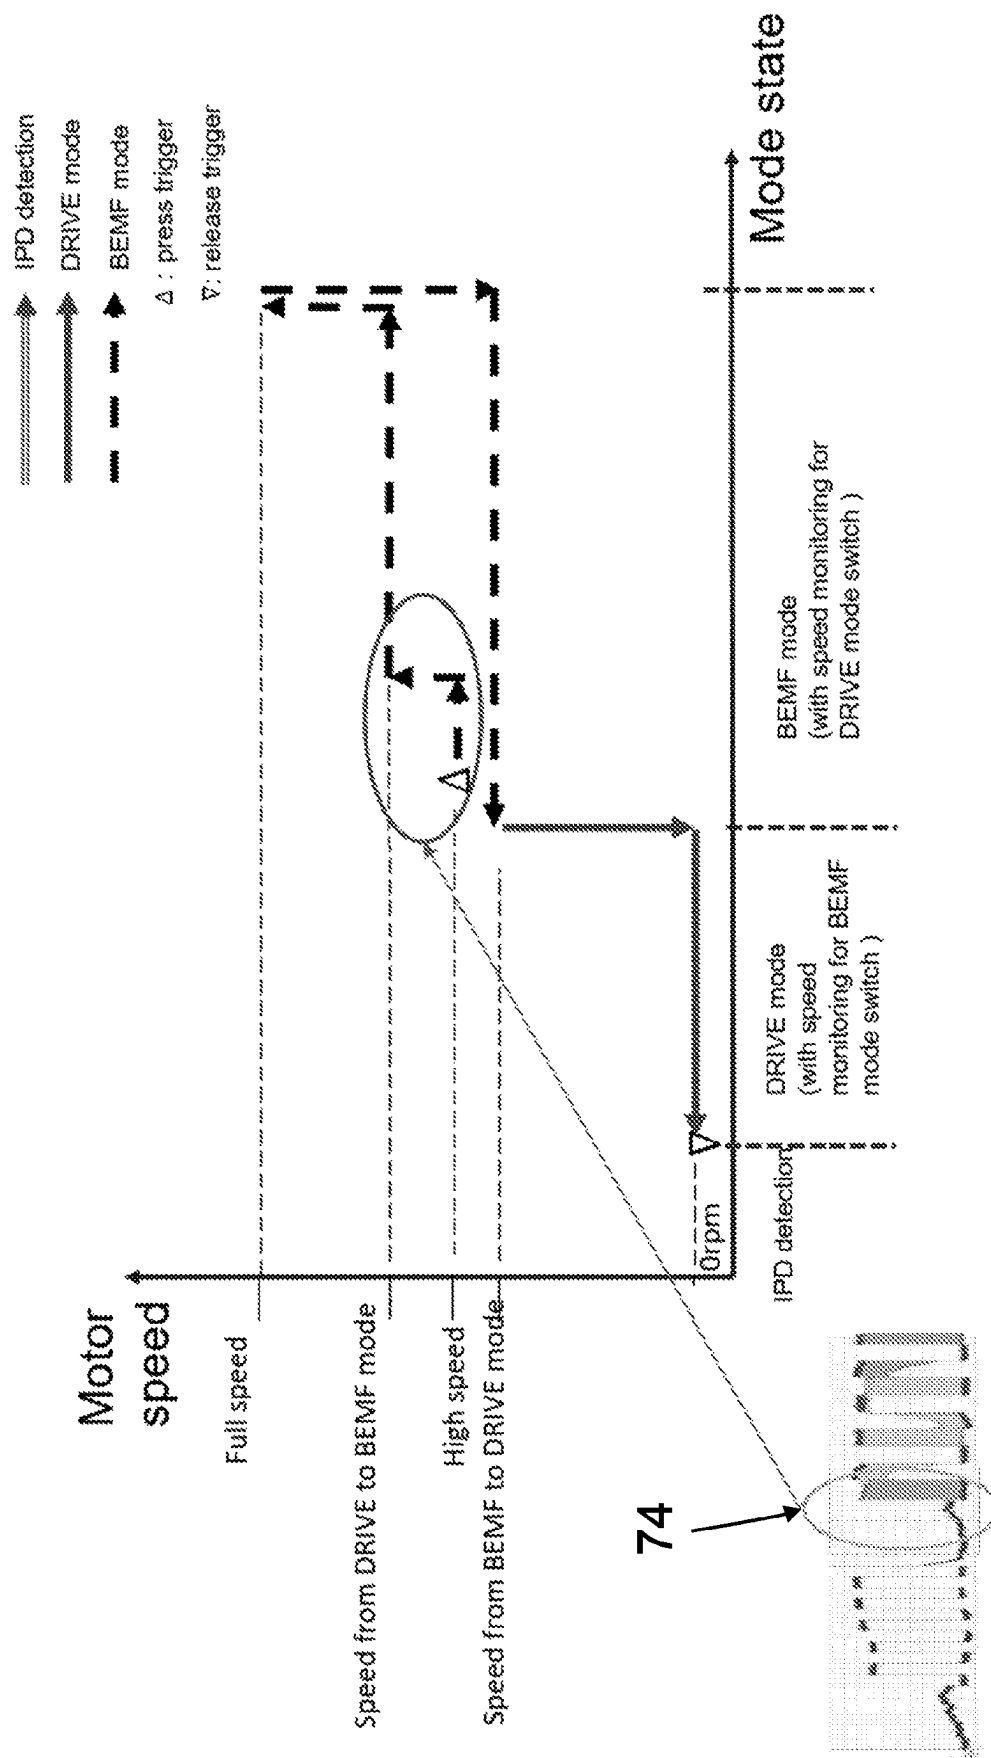 IPD detection
DRIVE mode
BEMF mode
Δ : press trigger
∇: release trigger
Motor
speed
Full speed
Speed from DRIVE to BEMF mode
High speed
Speed from BEMF to DRIVE mode
Δ
∇
0rpm
Mode state
IPD detection
DRIVE mode
(with speed
monitoring for BEMF
mode switch )
BEMF mode
(with speed monitoring for
DRIVE mode switch )
74